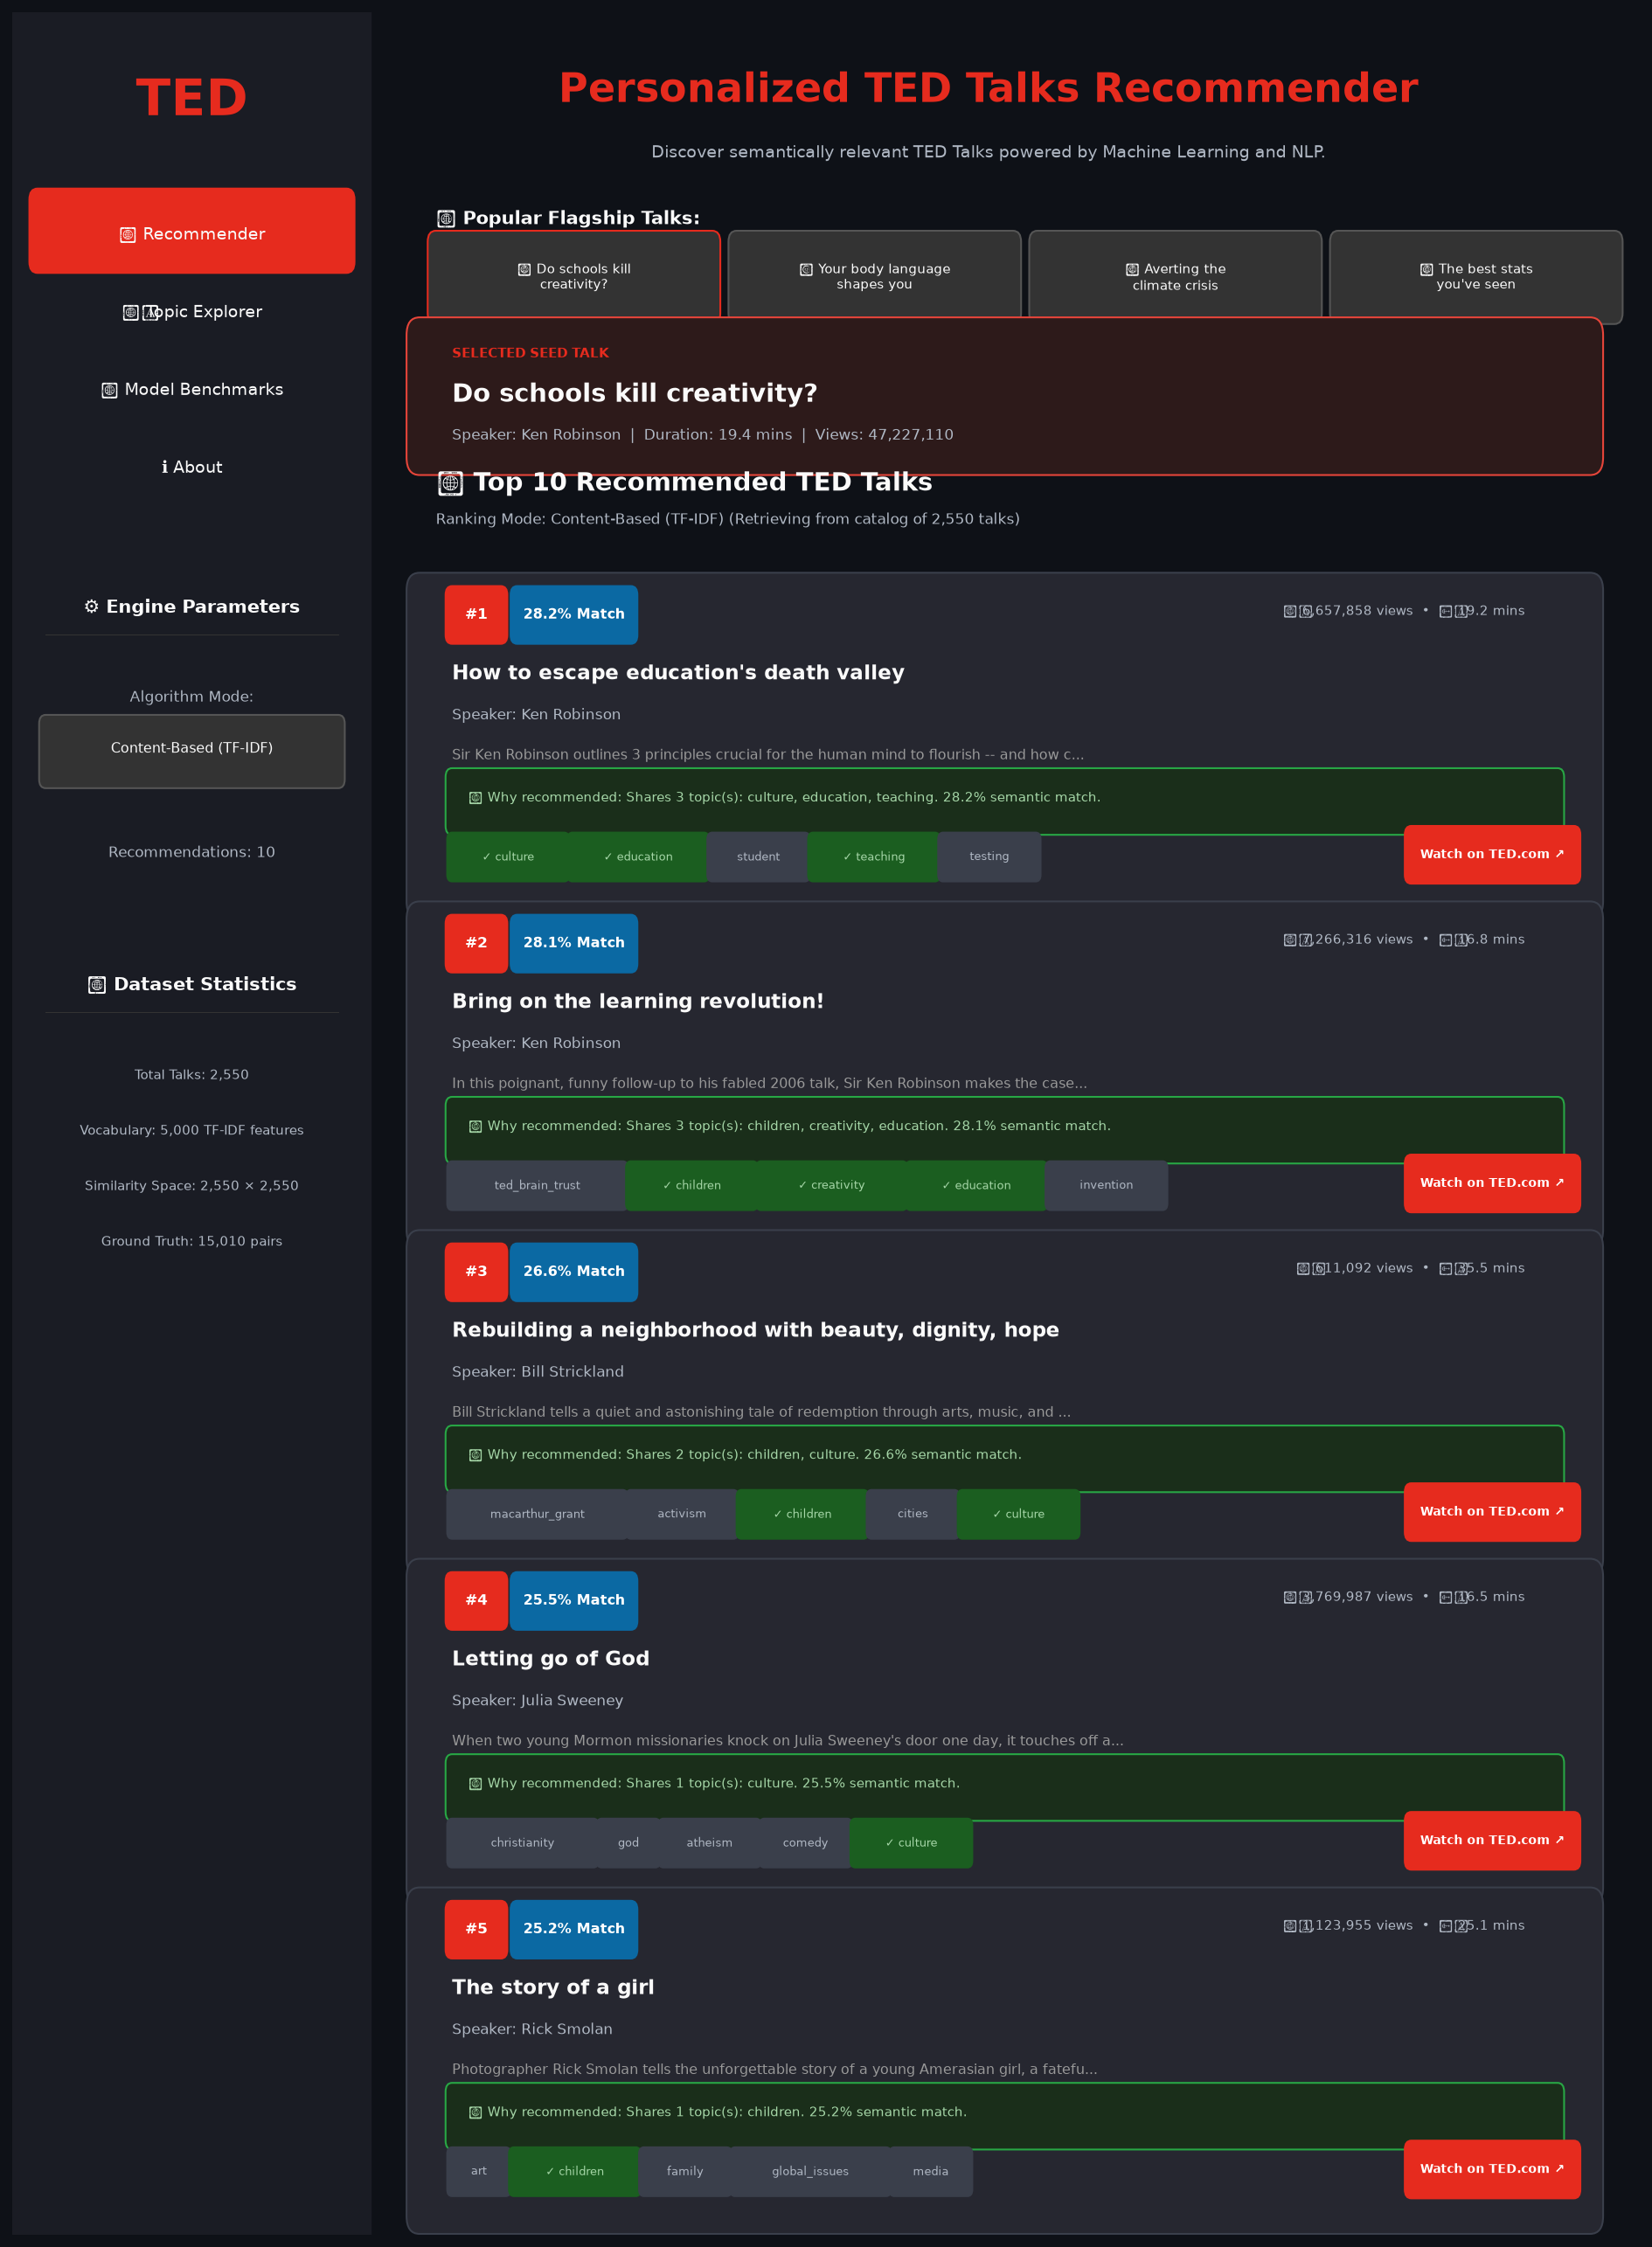 TED
Recommender
Topic Explorer
Model Benchmarks
ℹ About
⚙ Engine Parameters
Algorithm Mode:
Content-Based (TF-IDF)
Recommendations: 10
Dataset Statistics
Total Talks: 2,550
Vocabulary: 5,000 TF-IDF features
Similarity Space: 2,550 × 2,550
Ground Truth: 15,010 pairs
Personalized TED Talks Recommender
Discover semantically relevant TED Talks powered by Machine Learning and NLP.
Popular Flagship Talks:
Do schools kill
creativity?
Your body language
shapes you
Averting the
climate crisis
The best stats
you've seen
SELECTED SEED TALK
Do schools kill creativity?
Speaker: Ken Robinson | Duration: 19.4 mins | Views: 47,227,110
Top 10 Recommended TED Talks
Ranking Mode: Content-Based (TF-IDF) (Retrieving from catalog of 2,550 talks)
#1 28.2% Match 6,657,858 views • 19.2 mins
How to escape education's death valley
Speaker: Ken Robinson
Sir Ken Robinson outlines 3 principles crucial for the human mind to flourish -- and how c...
Why recommended: Shares 3 topic(s): culture, education, teaching. 28.2% semantic match.
✓ culture ✓ education student ✓ teaching testing Watch on TED.com ↗
#2 28.1% Match 7,266,316 views • 16.8 mins
Bring on the learning revolution!
Speaker: Ken Robinson
In this poignant, funny follow-up to his fabled 2006 talk, Sir Ken Robinson makes the case...
Why recommended: Shares 3 topic(s): children, creativity, education. 28.1% semantic match.
ted_brain_trust ✓ children ✓ creativity ✓ education invention Watch on TED.com ↗
#3 26.6% Match views • 35.5 mins
Rebuilding a neighborhood with beauty, dignity, hope
Speaker: Bill Strickland
Bill Strickland tells a quiet and astonishing tale of redemption through arts, music, and ...
Why recommended: Shares 2 topic(s): children, culture. 26.6% semantic match.
macarthur_grant activism ✓ children cities ✓ culture Watch on TED.com ↗
#4 25.5% Match 3,769,987 views • 16.5 mins
Letting go of God
Speaker: Julia Sweeney
When two young Mormon missionaries knock on Julia Sweeney's door one day, it touches off a...
Why recommended: Shares 1 topic(s): culture. 25.5% semantic match.
christianity god atheism comedy ✓ culture Watch on TED.com ↗
#5 25.2% Match 1,123,955 views • 25.1 mins
The story of a girl
Speaker: Rick Smolan
Photographer Rick Smolan tells the unforgettable story of a young Amerasian girl, a fatefu...
Why recommended: Shares 1 topic(s): children. 25.2% semantic match.
art ✓ children family global_issues media Watch on TED.com ↗